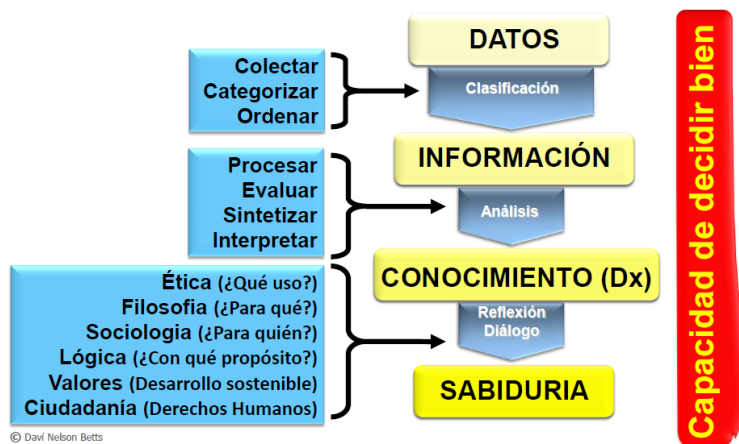 DATOS
Colectar
Categorizar
Ordenar
Clasificación
INFORMACIÓN
Procesar
Evaluar
Sintetizar
Interpretar
Análisis
CONOCIMIENTO (Dx)
Ética (¿Qué uso?)
Filosofia (¿Para qué?)
Sociologia (¿Para quién?)
Lógica (¿Con qué propósito?)
Valores (Desarrollo sostenible)
Ciudadanía (Derechos Humanos)
Reflexión
Diálogo
SABIDURIA
Capacidad de decidir bien
© Daví Nelson Betts